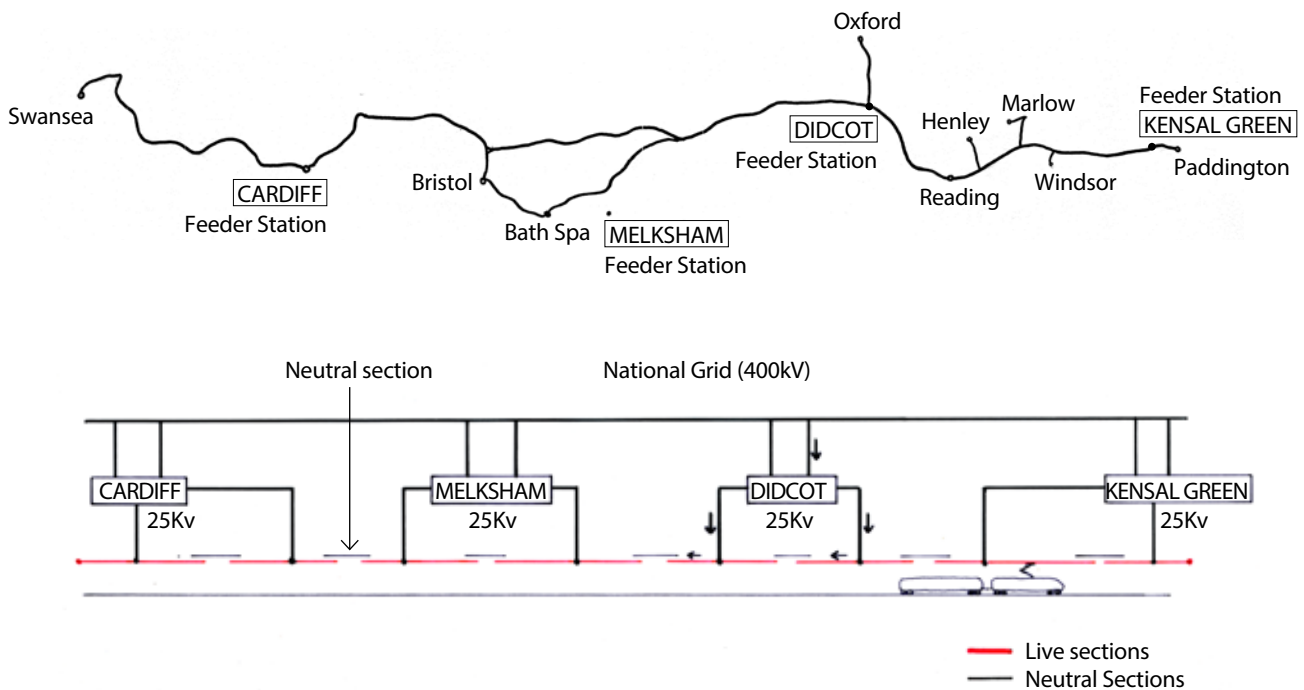 Oxford
Swansea
Feeder Station
Marlow
KENSAL GREEN
Henley
DIDCOT
Feeder Station
Paddington
Bristol
Windsor
CARDIFF
Reading
Feeder Station
Bath Spa
MELKSHAM
Feeder Station
Neutral section
National Grid (400kV)
CARDIFF
MELKSHAM
DIDCOT
KENSAL GREEN
25Kv
25Kv
25Kv
25Kv
Live sections
Neutral Sections